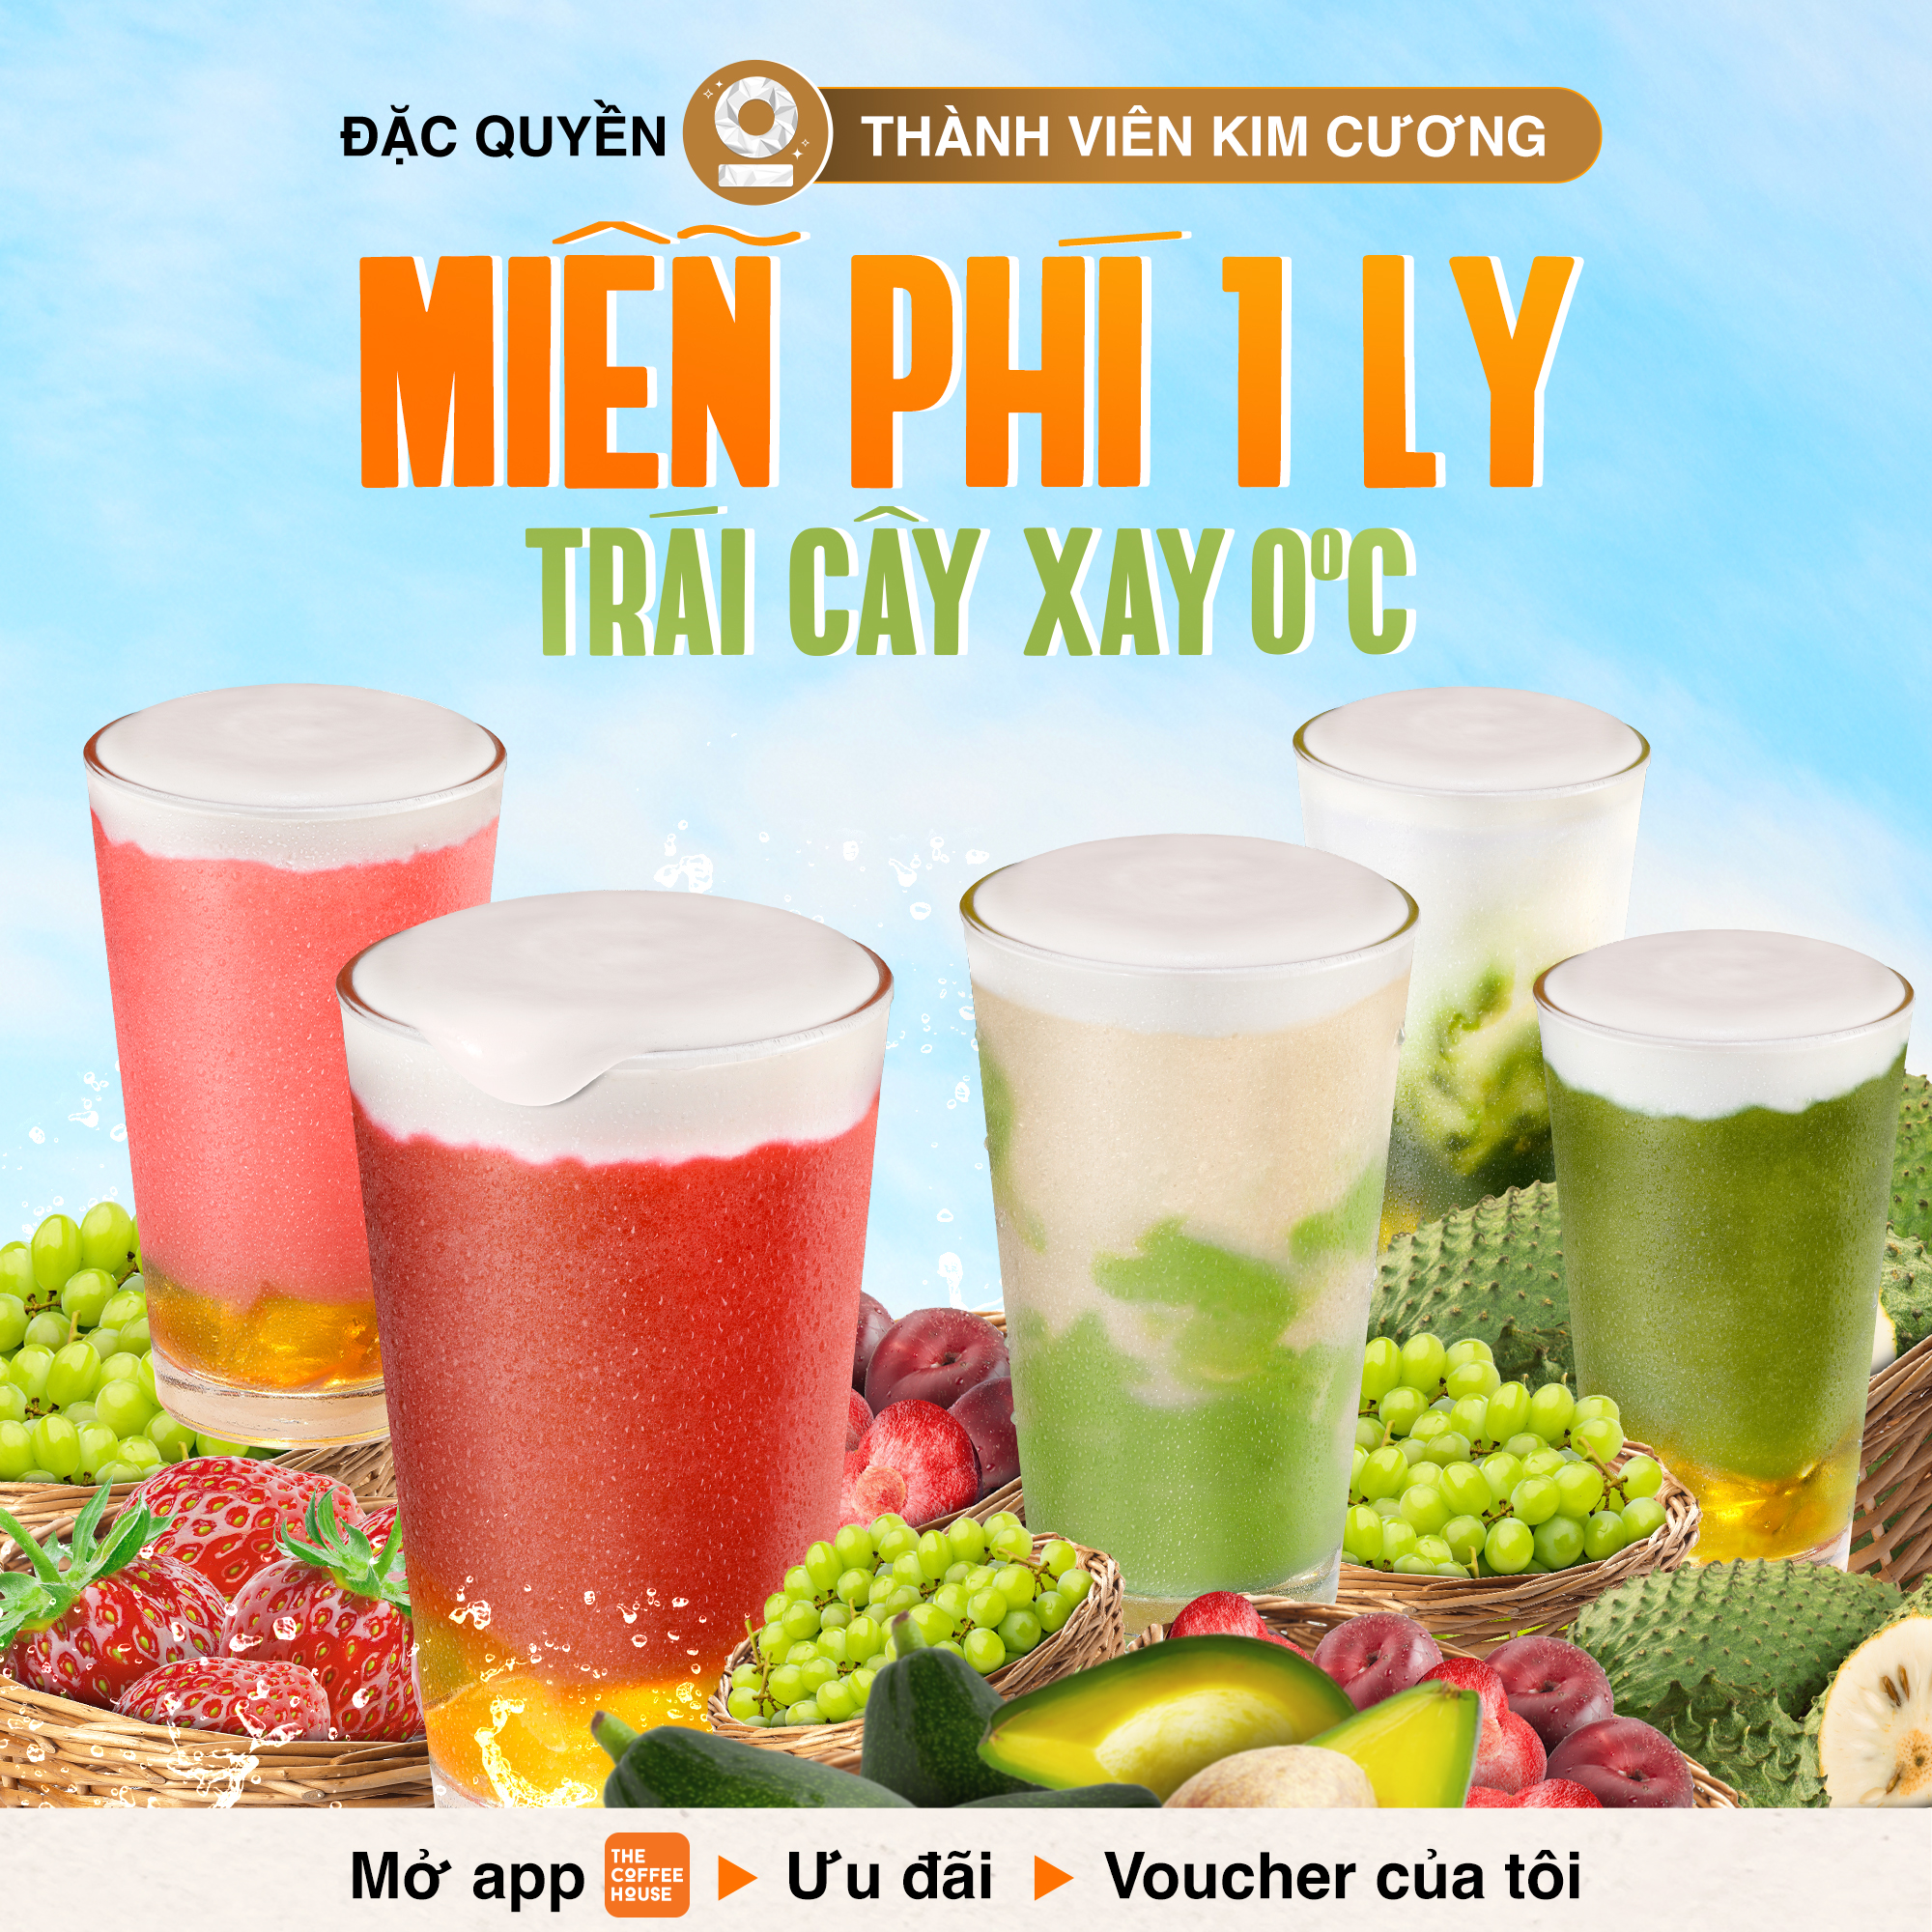 ĐẶC QUYỀN THÀNH VIÊN KIM CƯƠNG
MIỄN PHÍ 1 LY
TRÁI CÂY XAY 0°C
Mở app THE COFFEE HOUSE Ưu đãi Voucher của tôi